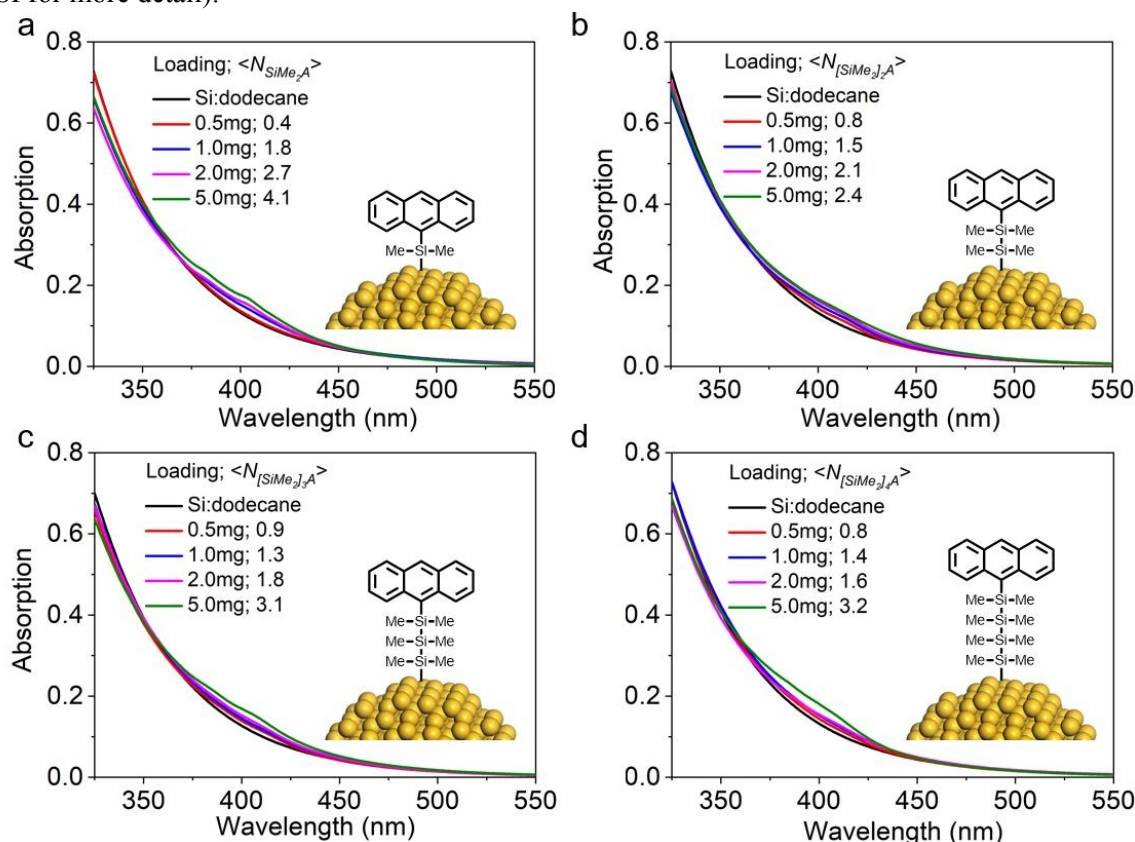 SI for more detail).
a
0.8
0.6
0.4
0.2
0.0
Absorption
Loading; <N_{SiMe_2A}>
Si:dodecane
0.5mg; 0.4
1.0mg; 1.8
2.0mg; 2.7
5.0mg; 4.1
Me—Si—Me
350 400 450 500 550
Wavelength (nm)
b
0.8
0.6
0.4
0.2
0.0
Absorption
Loading; <N_{[SiMe_2]_2A}>
Si:dodecane
0.5mg; 0.8
1.0mg; 1.5
2.0mg; 2.1
5.0mg; 2.4
Me—Si—Me
Me—Si—Me
350 400 450 500 550
Wavelength (nm)
c
0.8
0.6
0.4
0.2
0.0
Absorption
Loading; <N_{[SiMe_2]_3A}>
Si:dodecane
0.5mg; 0.9
1.0mg; 1.3
2.0mg; 1.8
5.0mg; 3.1
Me—Si—Me
Me—Si—Me
Me—Si—Me
350 400 450 500 550
Wavelength (nm)
d
0.8
0.6
0.4
0.2
0.0
Absorption
Loading; <N_{[SiMe_2]_4A}>
Si:dodecane
0.5mg; 0.8
1.0mg; 1.4
2.0mg; 1.6
5.0mg; 3.2
Me—Si—Me
Me—Si—Me
Me—Si—Me
Me—Si—Me
350 400 450 500 550
Wavelength (nm)